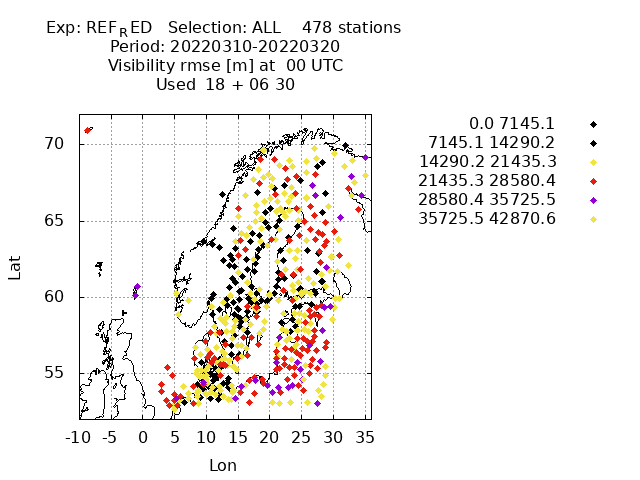 Exp: REF_RED Selection: ALL 478 stations
Period: 20220310-20220320
Visibility rmse [m] at 00 UTC
Used 18 + 06 30
0.0 7145.1
7145.1 14290.2
14290.2 21435.3
21435.3 28580.4
28580.4 35725.5
35725.5 42870.6
70
65
60
55
Lat
-10 -5 0 5 10 15 20 25 30 35
Lon